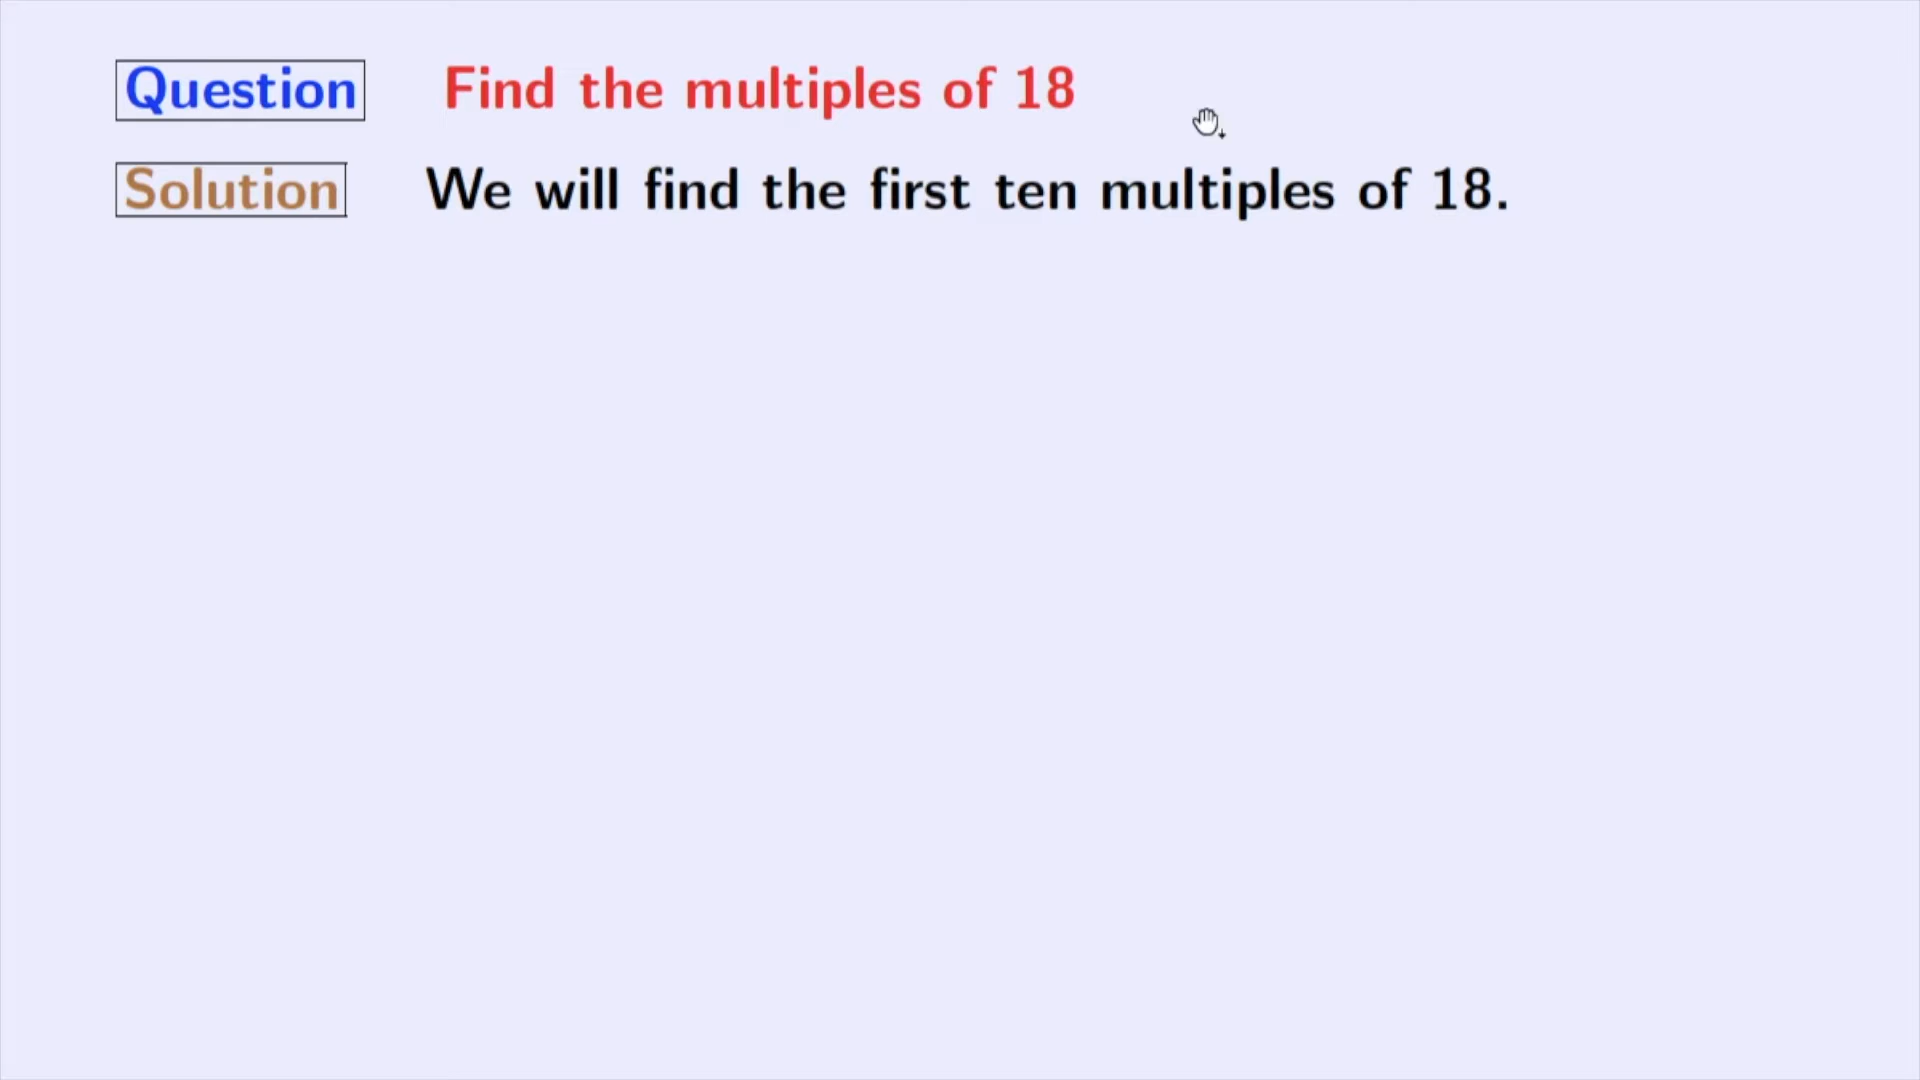 Question Find the multiples of 18
Solution We will find the first ten multiples of 18.